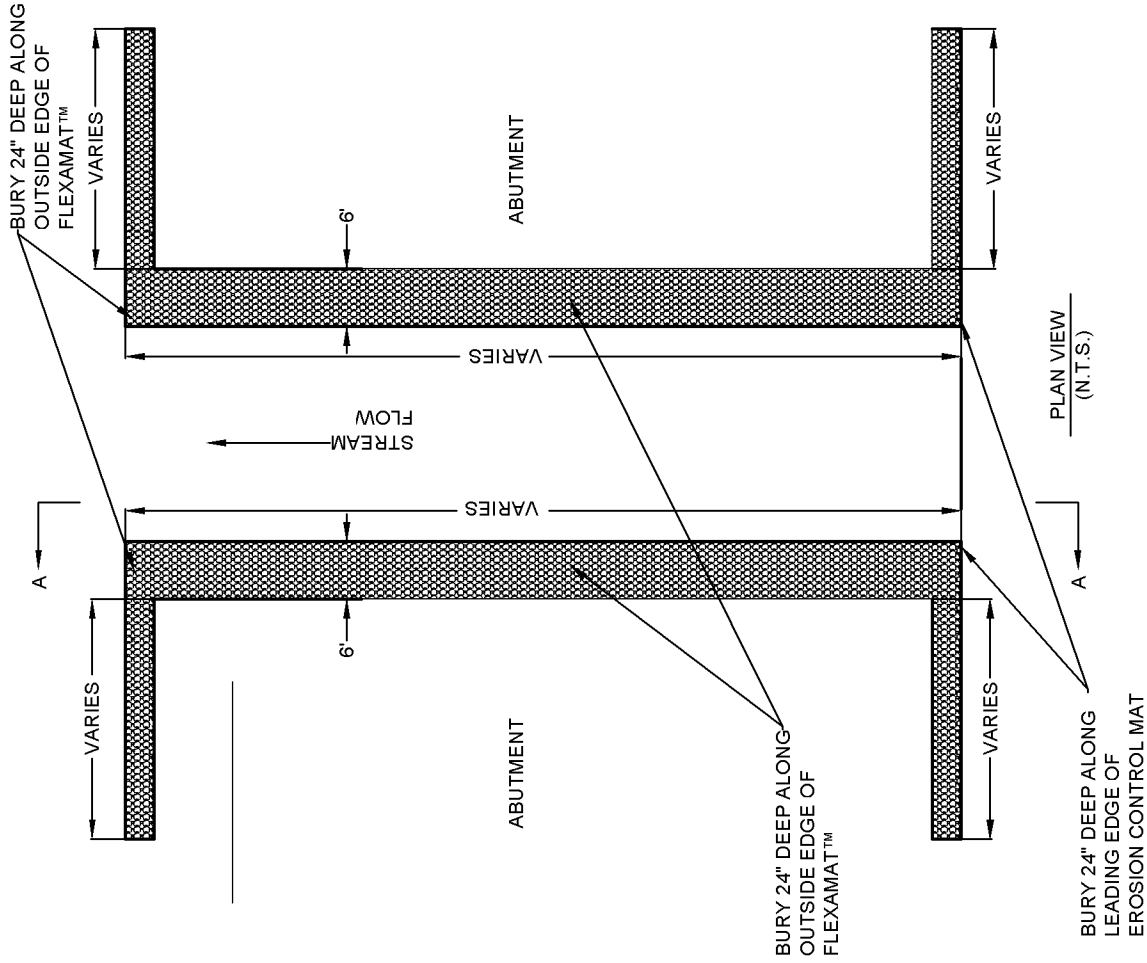 BURY 24" DEEP ALONG
OUTSIDE EDGE OF
FLEXAMAT™
A
VARIES
VARIES
6'
6'
STREAM
FLOW
VARIES
VARIES
ABUTMENT
ABUTMENT
BURY 24" DEEP ALONG
OUTSIDE EDGE OF
FLEXAMAT™
VARIES
VARIES
A
PLAN VIEW
(N.T.S.)
BURY 24" DEEP ALONG
LEADING EDGE OF
EROSION CONTROL MAT